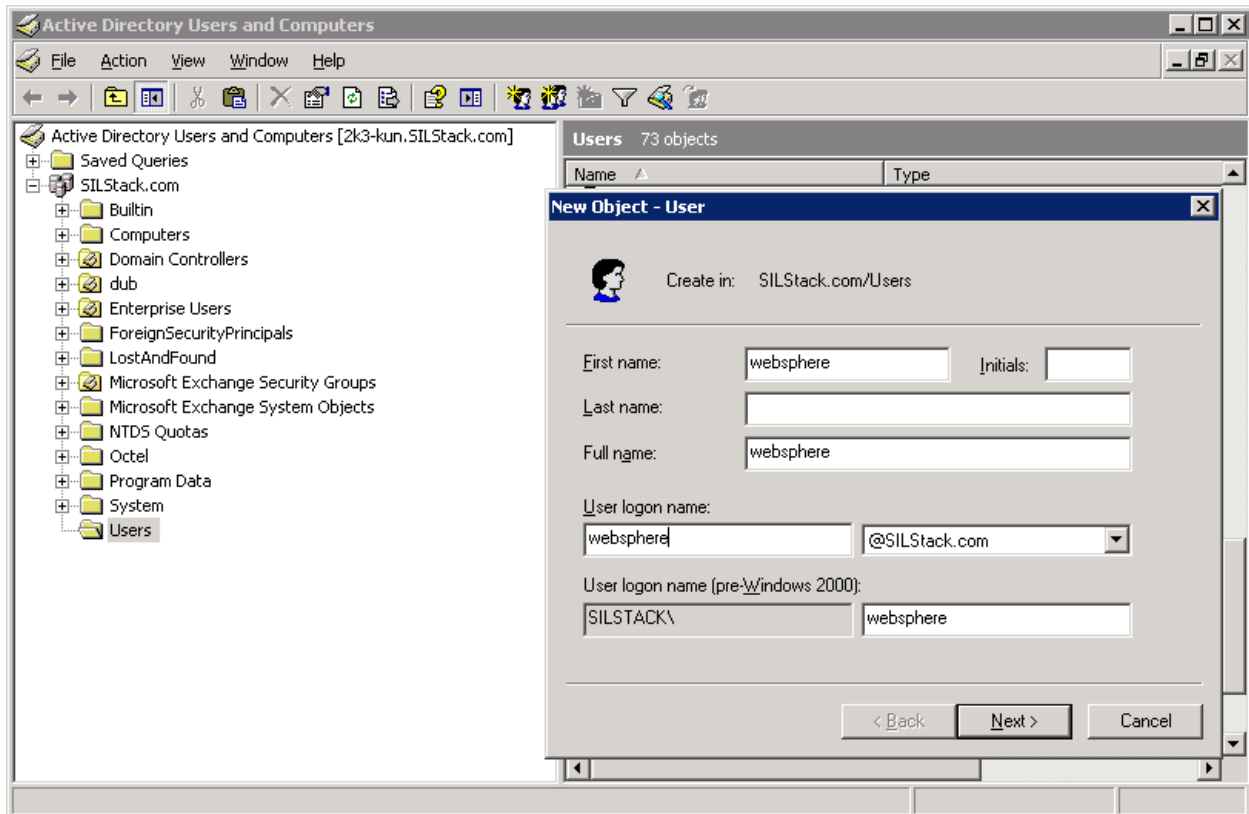 Active Directory Users and Computers
File Action View Window Help
Active Directory Users and Computers [2k3-kun.SILStack.com]
Saved Queries
SILStack.com
Builtin
Computers
Domain Controllers
dub
Enterprise Users
ForeignSecurityPrincipals
LostAndFound
Microsoft Exchange Security Groups
Microsoft Exchange System Objects
NTDS Quotas
Octel
Program Data
System
Users
Users 73 objects
Name Type
New Object - User
Create in: SILStack.com/Users
First name: websphere Initials:
Last name:
Full name: websphere
User logon name:
websphere @SILStack.com
User logon name (pre-Windows 2000):
SILSTACK\ websphere
< Back Next > Cancel